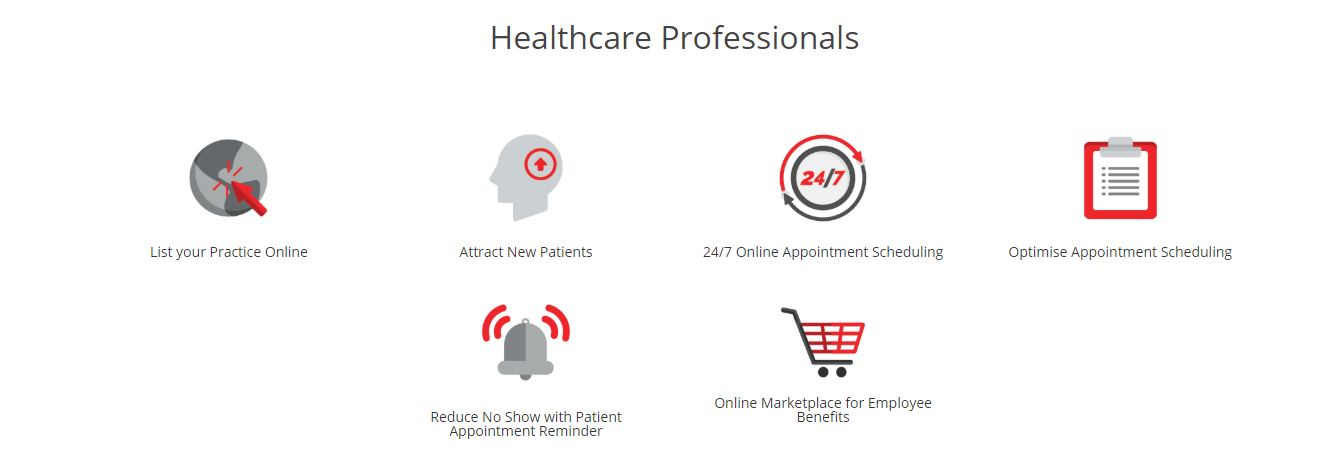 Healthcare Professionals
24/7
List your Practice Online
Attract New Patients
24/7 Online Appointment Scheduling
Optimise Appointment Scheduling
Reduce No Show with Patient
Appointment Reminder
Online Marketplace for Employee
Benefits